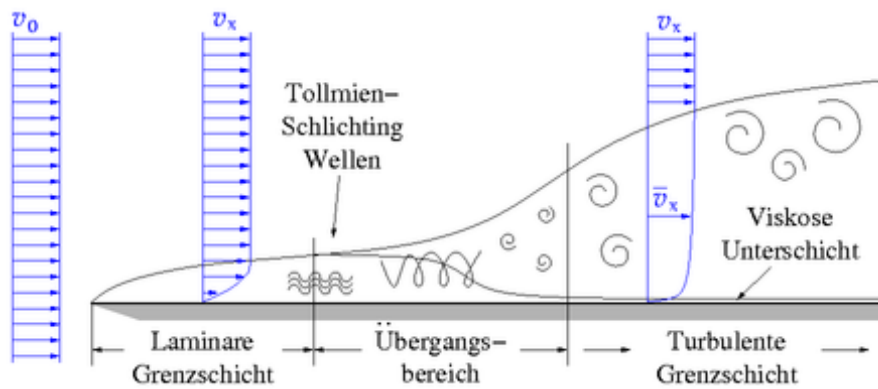 v₀
vₓ
vₓ
Tollmien–
Schlichting
Wellen
v̅ₓ
Viskose
Unterschicht
Laminare
Grenzschicht
Übergangs–
bereich
Turbulente
Grenzschicht